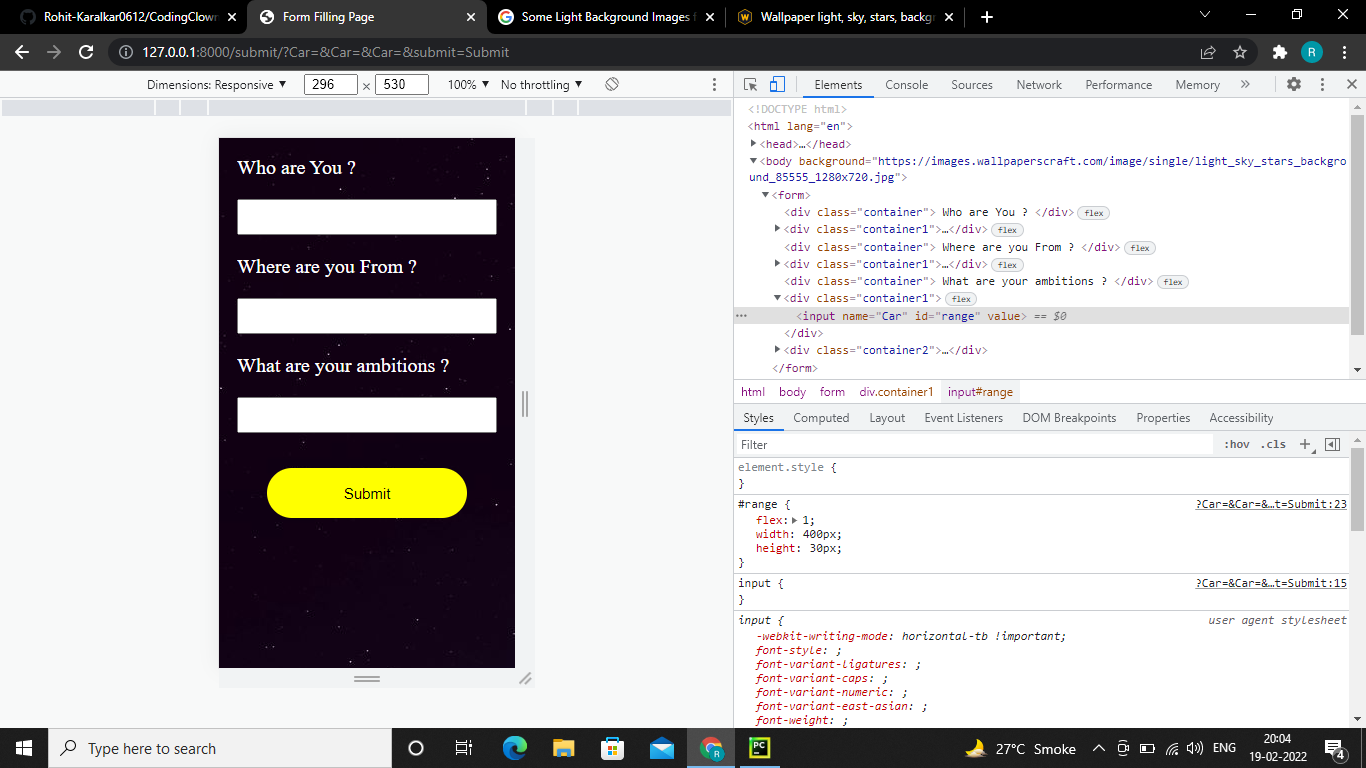 Rohit-Karalkar0612/CodingClown
Form Filling Page
Some Light Background Images f
Wallpaper light, sky, stars, backgr
127.0.0.1:8000/submit/?Car=&Car=&Car=&submit=Submit
R
Dimensions: Responsive ▼ 296 × 530 100% ▼ No throttling ▼
Who are You ?
Where are you From ?
What are your ambitions ?
Submit
Elements Console Sources Network Performance Memory »
<!DOCTYPE html>
<html lang="en">
<head>…</head>
<body background="https://images.wallpaperscraft.com/image/single/light_sky_stars_backgro
und_85555_1280x720.jpg">
<form>
<div class="container"> Who are You ? </div> flex
<div class="container1">…</div> flex
<div class="container"> Where are you From ? </div> flex
<div class="container1">…</div> flex
<div class="container"> What are your ambitions ? </div> flex
<div class="container1"> flex
<input name="Car" id="range" value> == $0
</div>
<div class="container2">…</div>
</form>
html body form div.container1 input#range
Styles Computed Layout Event Listeners DOM Breakpoints Properties Accessibility
Filter :hov .cls +
element.style {
}
#range { ?Car=&Car=&…t=Submit:23
flex: 1;
width: 400px;
height: 30px;
}
input { ?Car=&Car=&…t=Submit:15
}
input { user agent stylesheet
-webkit-writing-mode: horizontal-tb !important;
font-style: ;
font-variant-ligatures: ;
font-variant-caps: ;
font-variant-numeric: ;
font-variant-east-asian: ;
font-weight: ;
Type here to search
R
PC
27°C Smoke
ENG
20:04
19-02-2022
4